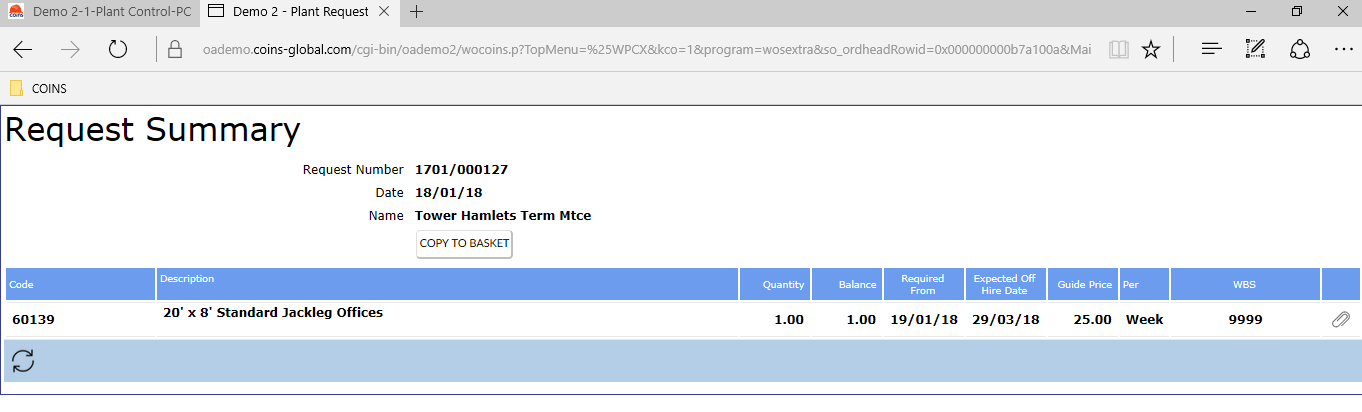 Demo 2-1-Plant Control-PC
Demo 2 - Plant Request
oademo.coins-global.com/cgi-bin/oademo2/wocoins.p?TopMenu=%25WPCX&kco=1&program=wosextra&so_ordheadRowid=0x000000000b7a100a&Mai
COINS
Request Summary
Request Number 1701/000127
Date 18/01/18
Name Tower Hamlets Term Mtce
COPY TO BASKET
Code Description Quantity Balance Required From Expected Off Hire Date Guide Price Per WBS
60139 20' x 8' Standard Jackleg Offices 1.00 1.00 19/01/18 29/03/18 25.00 Week 9999